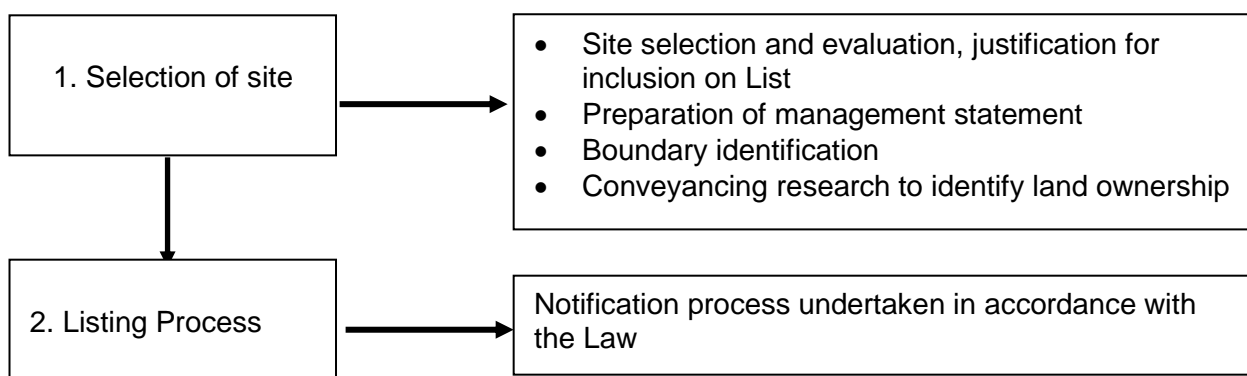 1. Selection of site
• Site selection and evaluation, justification for
inclusion on List
• Preparation of management statement
• Boundary identification
• Conveyancing research to identify land ownership
2. Listing Process
Notification process undertaken in accordance with
the Law